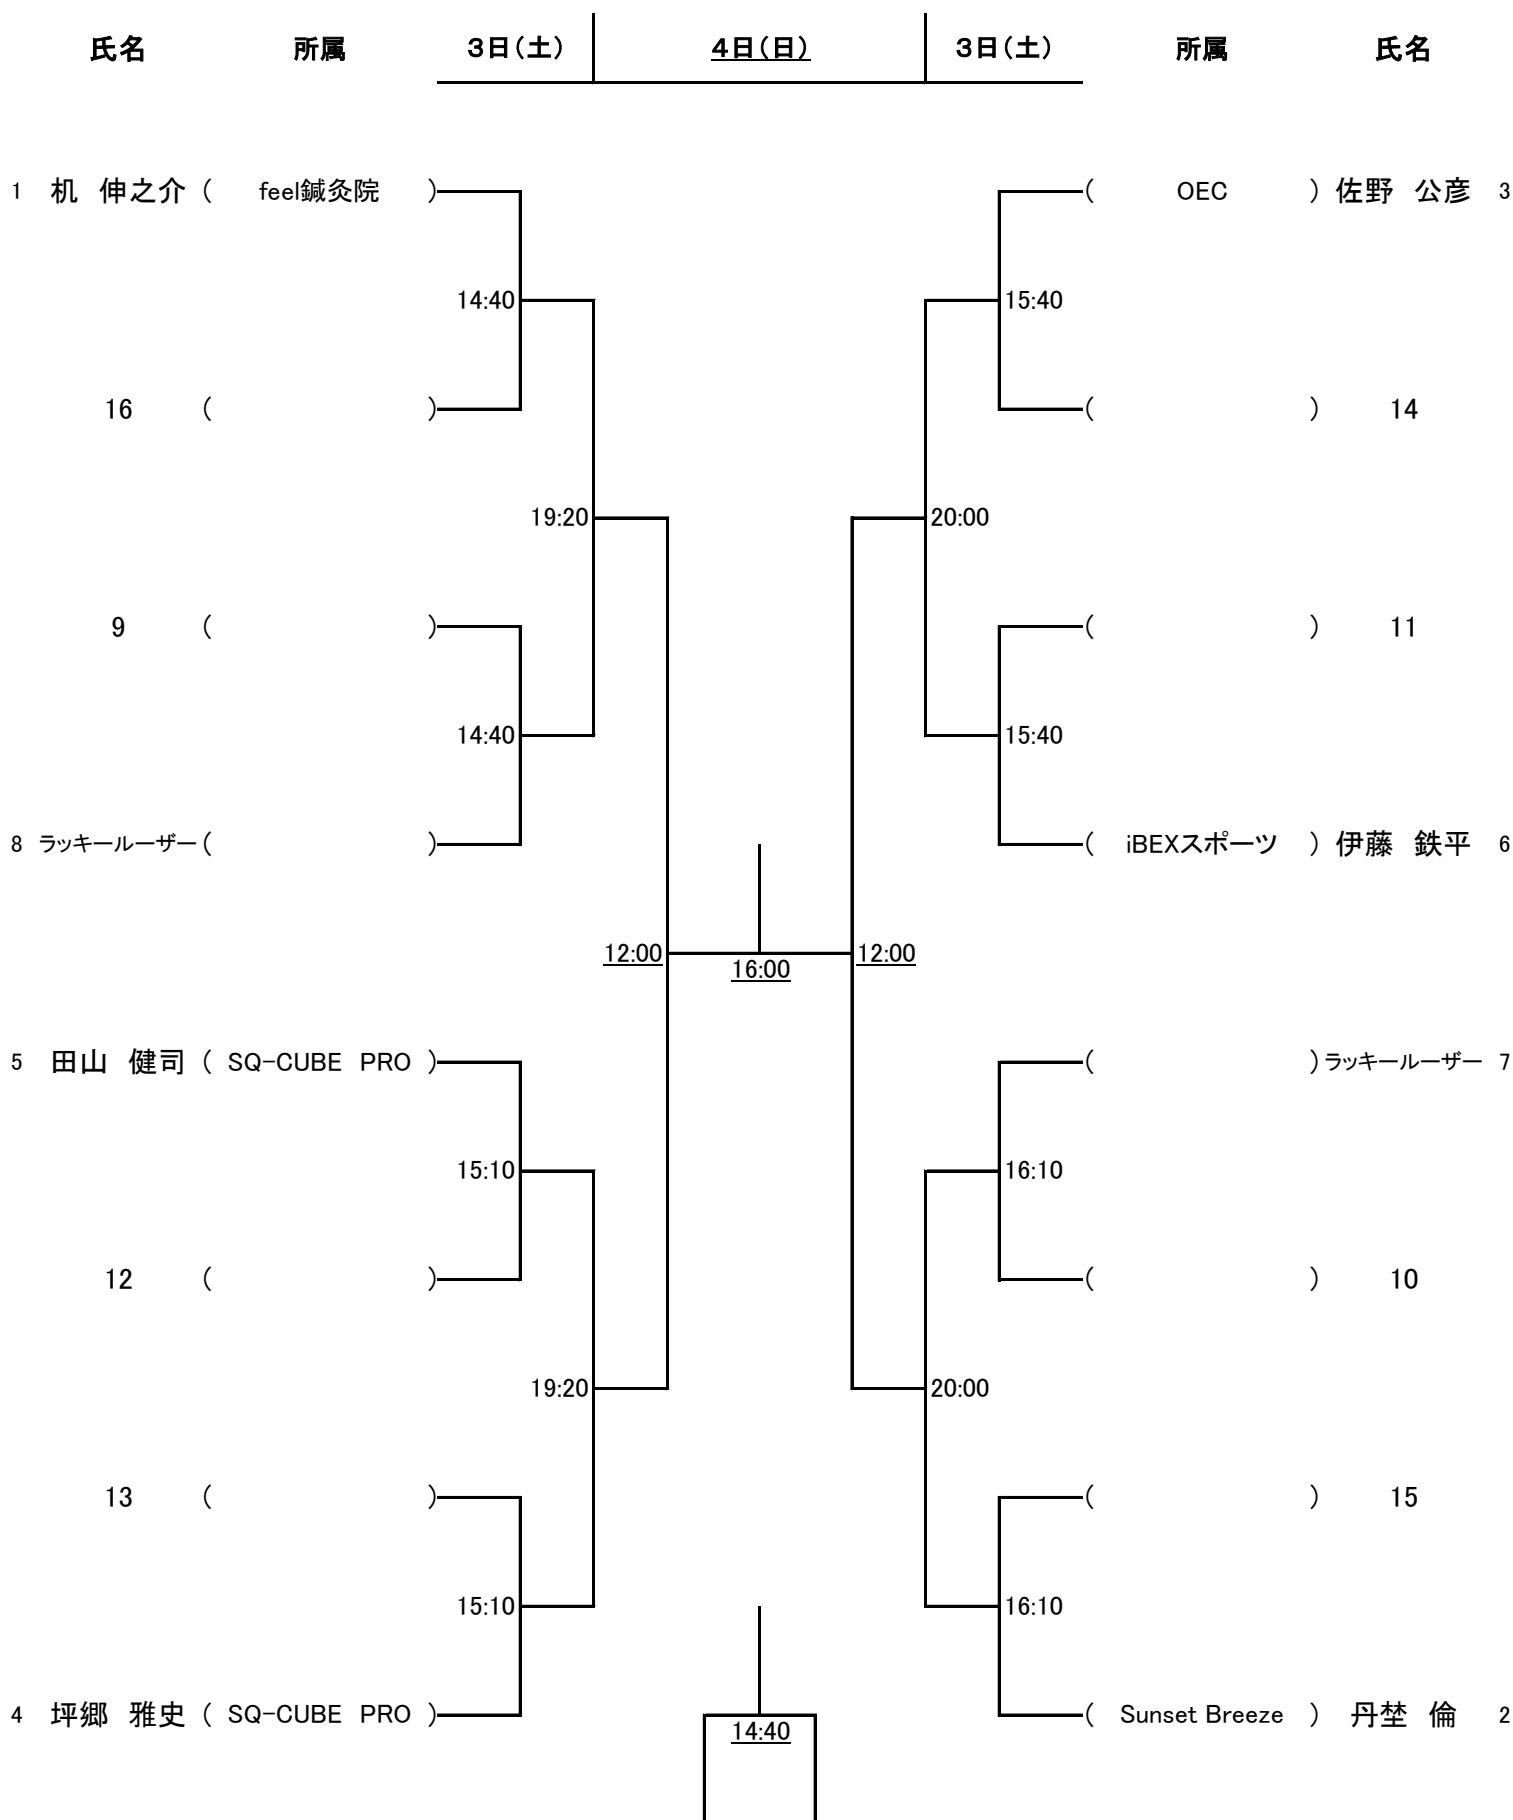 氏名 所属 3日(土) 4日(日) 3日(土) 所属 氏名
1 机 伸之介 ( feel鍼灸院 ) ( OEC ) 佐野 公彦 3
14:40 15:40
16 ( ) ( ) 14
19:20 20:00
9 ( ) ( ) 11
14:40 15:40
8 ラッキールーザー ( ) ( iBEXスポーツ ) 伊藤 鉄平 6
12:00 12:00
16:00
5 田山 健司 ( SQ-CUBE PRO ) ( ) ラッキールーザー 7
15:10 16:10
12 ( ) ( ) 10
19:20 20:00
13 ( ) ( ) 15
15:10 16:10
4 坪郷 雅史 ( SQ-CUBE PRO ) ( Sunset Breeze ) 丹埜 倫 2
14:40